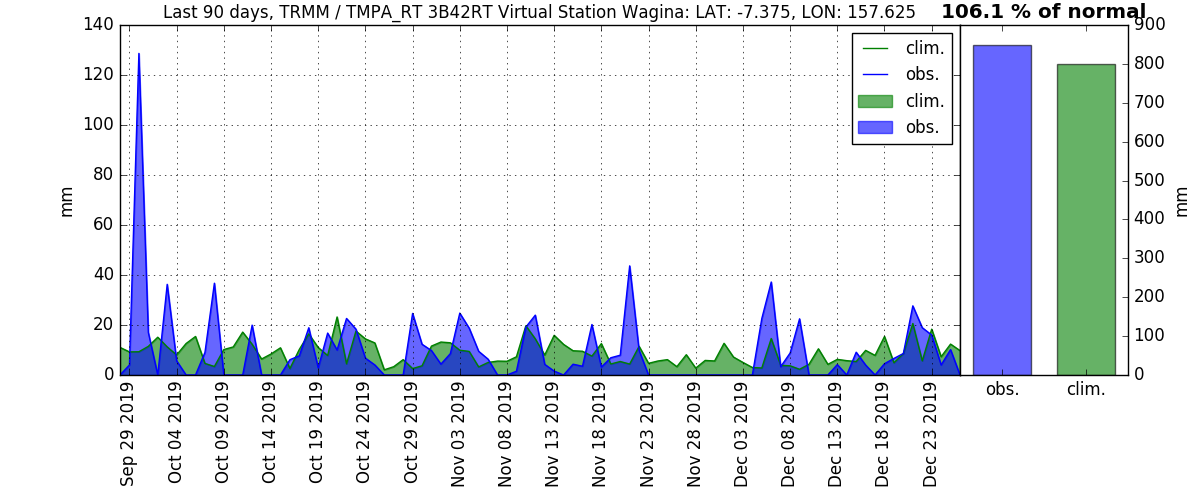 Last 90 days, TRMM / TMPA_RT 3B42RT Virtual Station Wagina: LAT: -7.375, LON: 157.625
106.1 % of normal
140
120
100
80
60
40
20
0
mm
clim.
obs.
clim.
obs.
900
800
700
600
500
400
300
200
100
0
mm
Sep 29 2019
Oct 04 2019
Oct 09 2019
Oct 14 2019
Oct 19 2019
Oct 24 2019
Oct 29 2019
Nov 03 2019
Nov 08 2019
Nov 13 2019
Nov 18 2019
Nov 23 2019
Nov 28 2019
Dec 03 2019
Dec 08 2019
Dec 13 2019
Dec 18 2019
Dec 23 2019
obs.
clim.